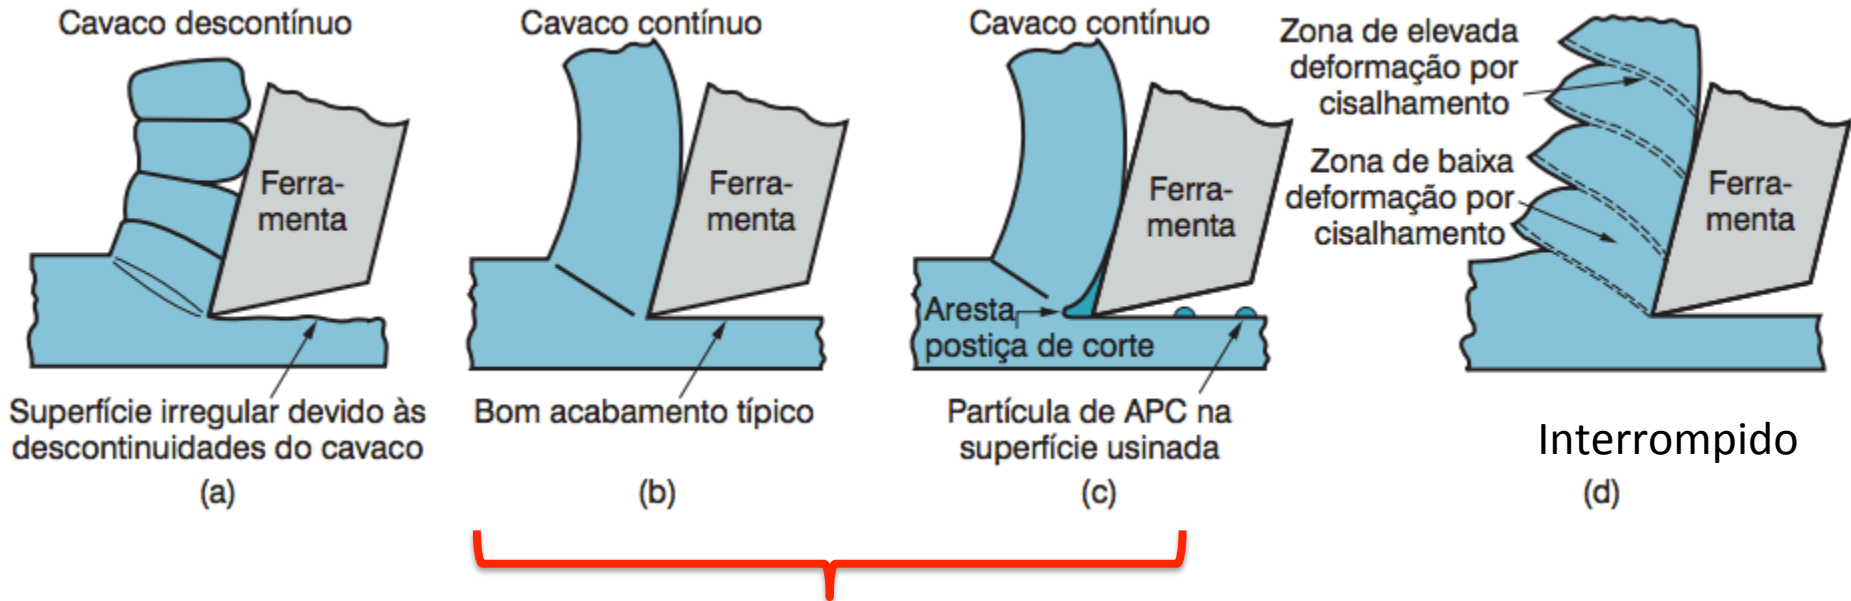 Cavaco descontínuo
Ferra-
menta
Superfície irregular devido às
descontinuidades do cavaco
(a)
Cavaco contínuo
Ferra-
menta
Bom acabamento típico
(b)
Cavaco contínuo
Ferra-
menta
Aresta
postiça de corte
Partícula de APC na
superfície usinada
(c)
Zona de elevada
deformação por
cisalhamento
Zona de baixa
deformação por
cisalhamento
Ferra-
menta
Interrompido
(d)